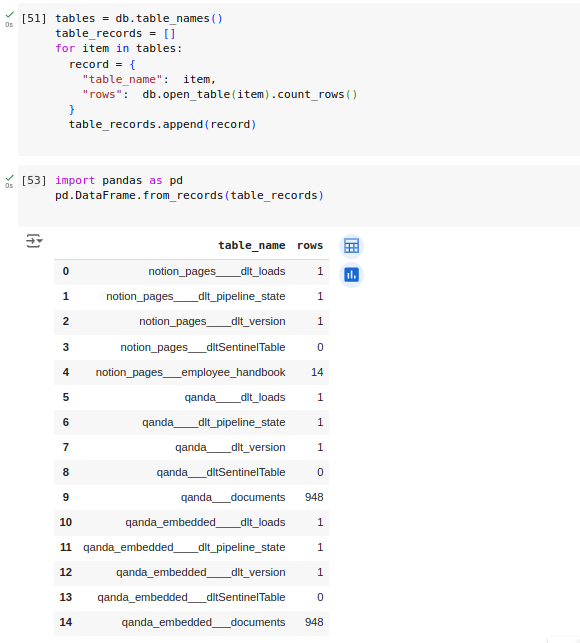 [51] tables = db.table_names()
table_records = []
for item in tables:
  record = {
    "table_name":  item,
    "rows":  db.open_table(item).count_rows()
  }
  table_records.append(record)
0s
[53] import pandas as pd
pd.DataFrame.from_records(table_records)
0s
table_name rows
0 notion_pages____dlt_loads 1
1 notion_pages____dlt_pipeline_state 1
2 notion_pages____dlt_version 1
3 notion_pages___dltSentinelTable 0
4 notion_pages___employee_handbook 14
5 qanda____dlt_loads 1
6 qanda____dlt_pipeline_state 1
7 qanda____dlt_version 1
8 qanda___dltSentinelTable 0
9 qanda___documents 948
10 qanda_embedded____dlt_loads 1
11 qanda_embedded____dlt_pipeline_state 1
12 qanda_embedded____dlt_version 1
13 qanda_embedded___dltSentinelTable 0
14 qanda_embedded___documents 948